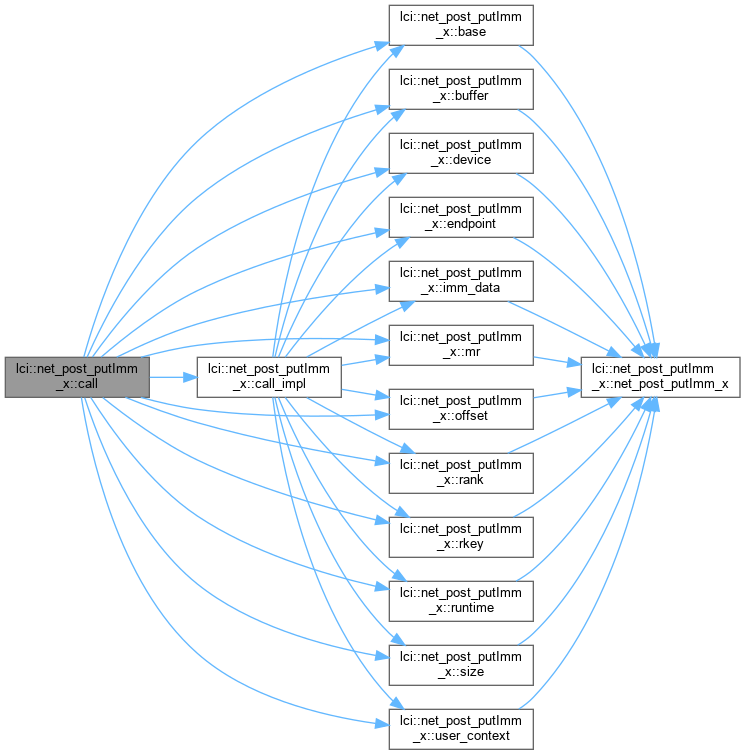 lci::net_post_putImm
_x::call
lci::net_post_putImm
_x::call_impl
lci::net_post_putImm
_x::base
lci::net_post_putImm
_x::buffer
lci::net_post_putImm
_x::device
lci::net_post_putImm
_x::endpoint
lci::net_post_putImm
_x::imm_data
lci::net_post_putImm
_x::mr
lci::net_post_putImm
_x::offset
lci::net_post_putImm
_x::rank
lci::net_post_putImm
_x::rkey
lci::net_post_putImm
_x::runtime
lci::net_post_putImm
_x::size
lci::net_post_putImm
_x::user_context
lci::net_post_putImm
_x::net_post_putImm_x